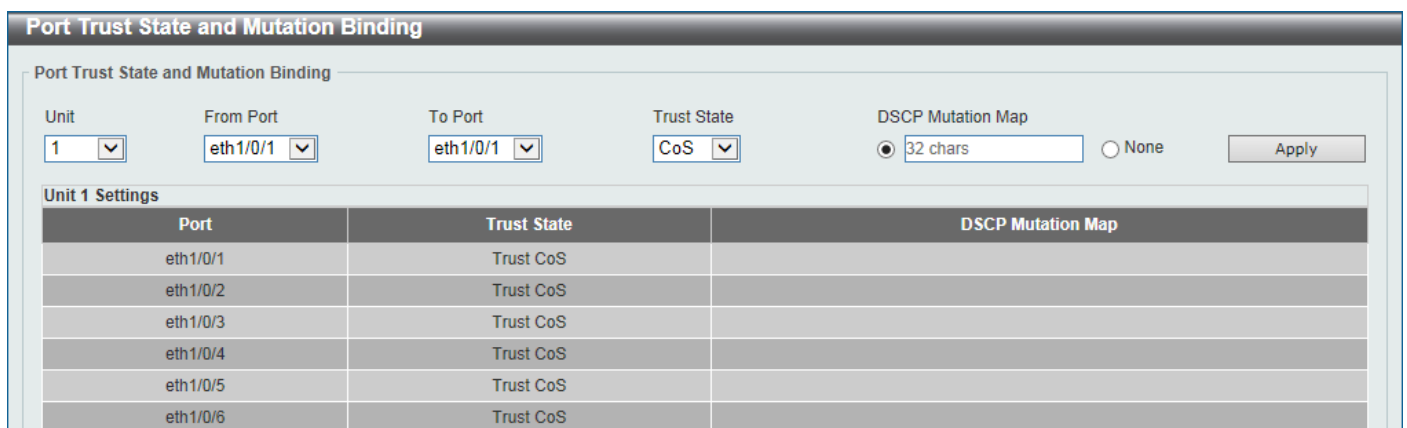 Port Trust State and Mutation Binding
Port Trust State and Mutation Binding
Unit From Port To Port Trust State DSCP Mutation Map
1 eth1/0/1 eth1/0/1 CoS 32 chars None Apply
Unit 1 Settings
Port Trust State DSCP Mutation Map
eth1/0/1 Trust CoS
eth1/0/2 Trust CoS
eth1/0/3 Trust CoS
eth1/0/4 Trust CoS
eth1/0/5 Trust CoS
eth1/0/6 Trust CoS